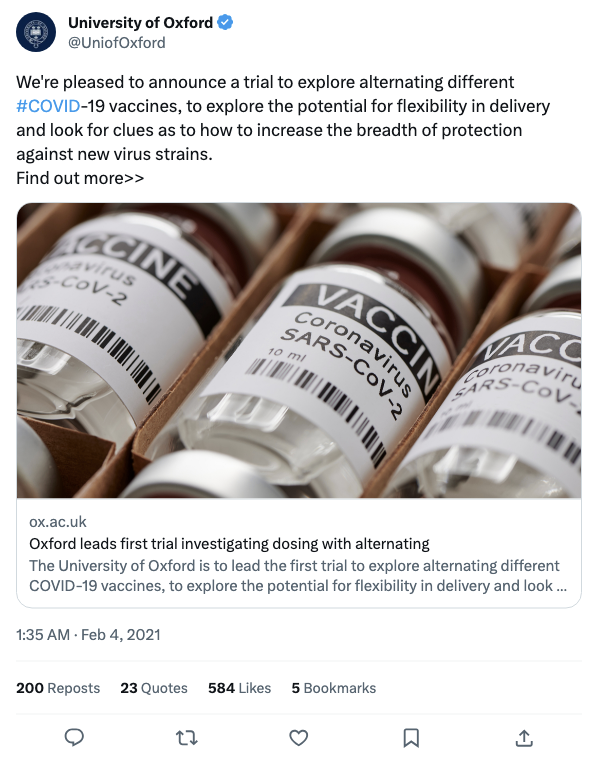 University of Oxford
@UniofOxford
We're pleased to announce a trial to explore alternating different
#COVID-19 vaccines, to explore the potential for flexibility in delivery
and look for clues as to how to increase the breadth of protection
against new virus strains.
Find out more>>
VACCINE
onavirus
RS-CoV-2
VACCIN
Coronavirus
SARS-CoV-2
10 ml
VACC
Coronaviru
SARS-CoV-
ox.ac.uk
Oxford leads first trial investigating dosing with alternating
The University of Oxford is to lead the first trial to explore alternating different
COVID-19 vaccines, to explore the potential for flexibility in delivery and look ...
1:35 AM · Feb 4, 2021
200 Reposts 23 Quotes 584 Likes 5 Bookmarks